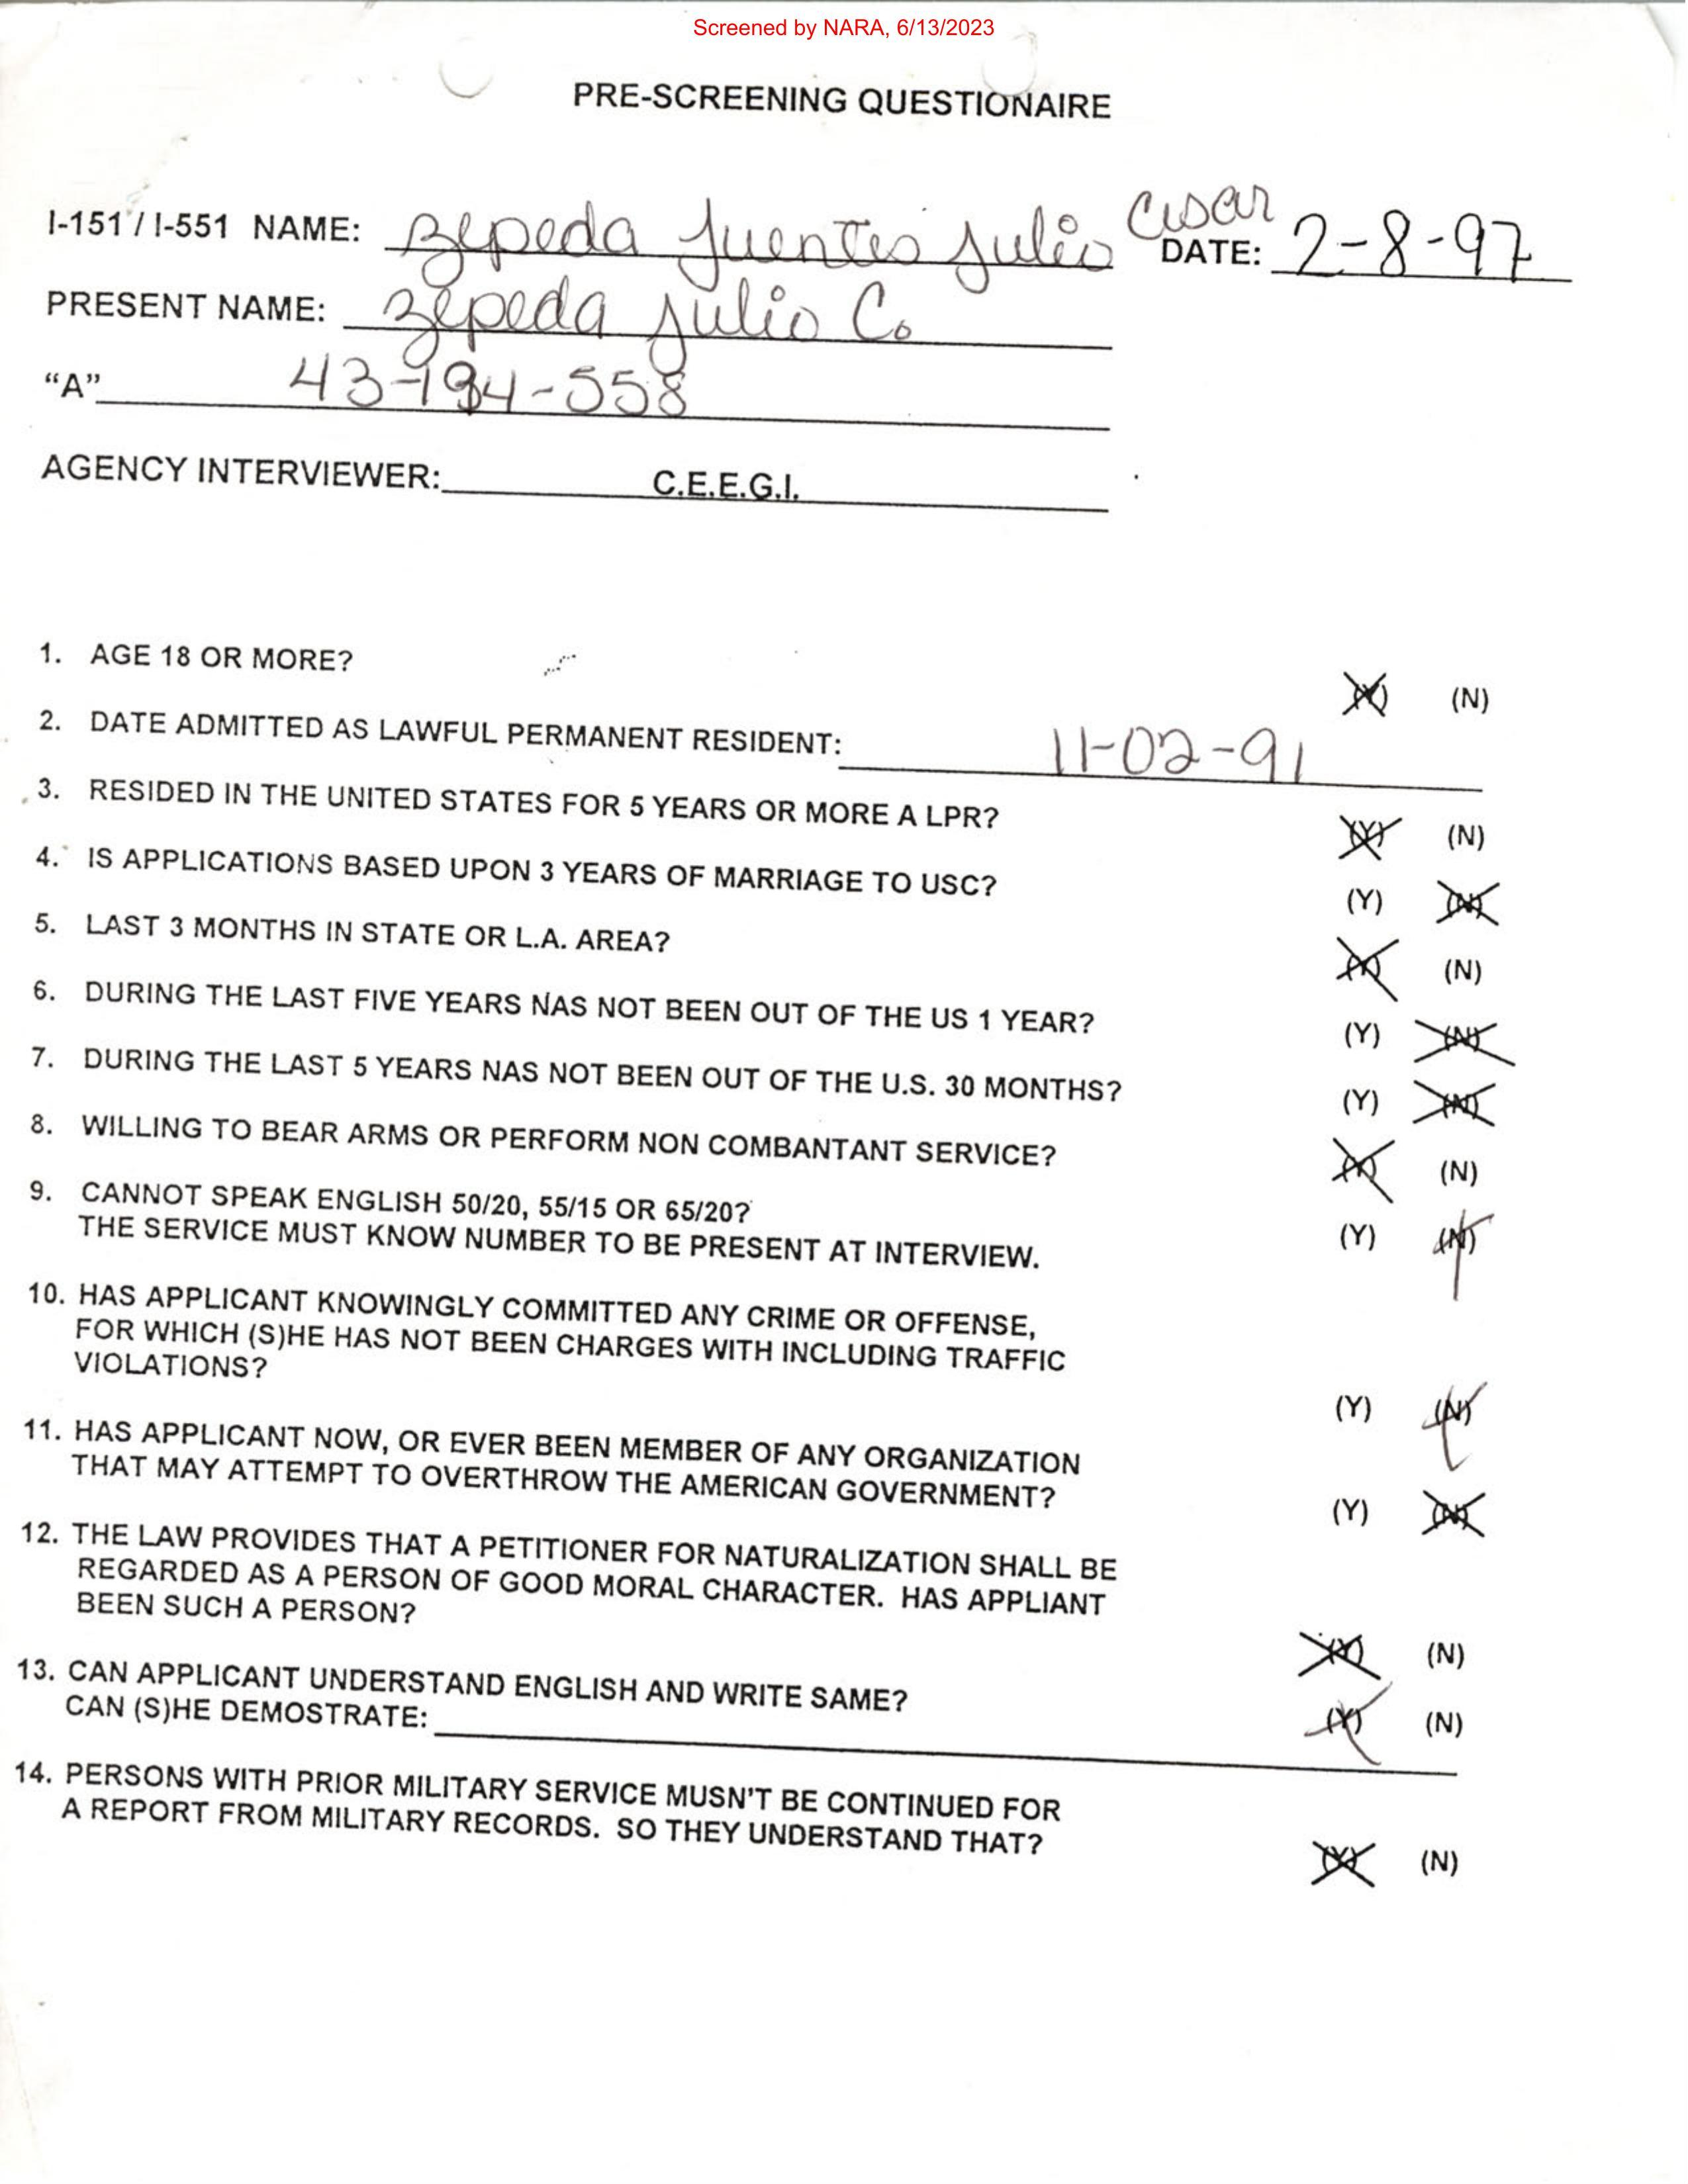 Screened by NARA, 6/13/2023
PRE-SCREENING QUESTIONAIRE
I-151 / I-551 NAME: Zepeda Fuentes Julio Cesar DATE: 2-8-97
PRESENT NAME: Zepeda Julio C.
“A” 43-194-558
AGENCY INTERVIEWER: C.E.E.G.I.
1. AGE 18 OR MORE? (Y) (N)
2. DATE ADMITTED AS LAWFUL PERMANENT RESIDENT: 11-02-91
3. RESIDED IN THE UNITED STATES FOR 5 YEARS OR MORE A LPR? (Y) (N)
4. IS APPLICATIONS BASED UPON 3 YEARS OF MARRIAGE TO USC? (Y) (N)
5. LAST 3 MONTHS IN STATE OR L.A. AREA? (Y) (N)
6. DURING THE LAST FIVE YEARS NAS NOT BEEN OUT OF THE US 1 YEAR? (Y) (N)
7. DURING THE LAST 5 YEARS NAS NOT BEEN OUT OF THE U.S. 30 MONTHS? (Y) (N)
8. WILLING TO BEAR ARMS OR PERFORM NON COMBANTANT SERVICE? (Y) (N)
9. CANNOT SPEAK ENGLISH 50/20, 55/15 OR 65/20?
THE SERVICE MUST KNOW NUMBER TO BE PRESENT AT INTERVIEW. (Y) (N)
10. HAS APPLICANT KNOWINGLY COMMITTED ANY CRIME OR OFFENSE,
FOR WHICH (S)HE HAS NOT BEEN CHARGES WITH INCLUDING TRAFFIC
VIOLATIONS? (Y) (N)
11. HAS APPLICANT NOW, OR EVER BEEN MEMBER OF ANY ORGANIZATION
THAT MAY ATTEMPT TO OVERTHROW THE AMERICAN GOVERNMENT? (Y) (N)
12. THE LAW PROVIDES THAT A PETITIONER FOR NATURALIZATION SHALL BE
REGARDED AS A PERSON OF GOOD MORAL CHARACTER. HAS APPLIANT
BEEN SUCH A PERSON? (Y) (N)
13. CAN APPLICANT UNDERSTAND ENGLISH AND WRITE SAME?
CAN (S)HE DEMOSTRATE: (Y) (N)
14. PERSONS WITH PRIOR MILITARY SERVICE MUSN'T BE CONTINUED FOR
A REPORT FROM MILITARY RECORDS. SO THEY UNDERSTAND THAT? (Y) (N)